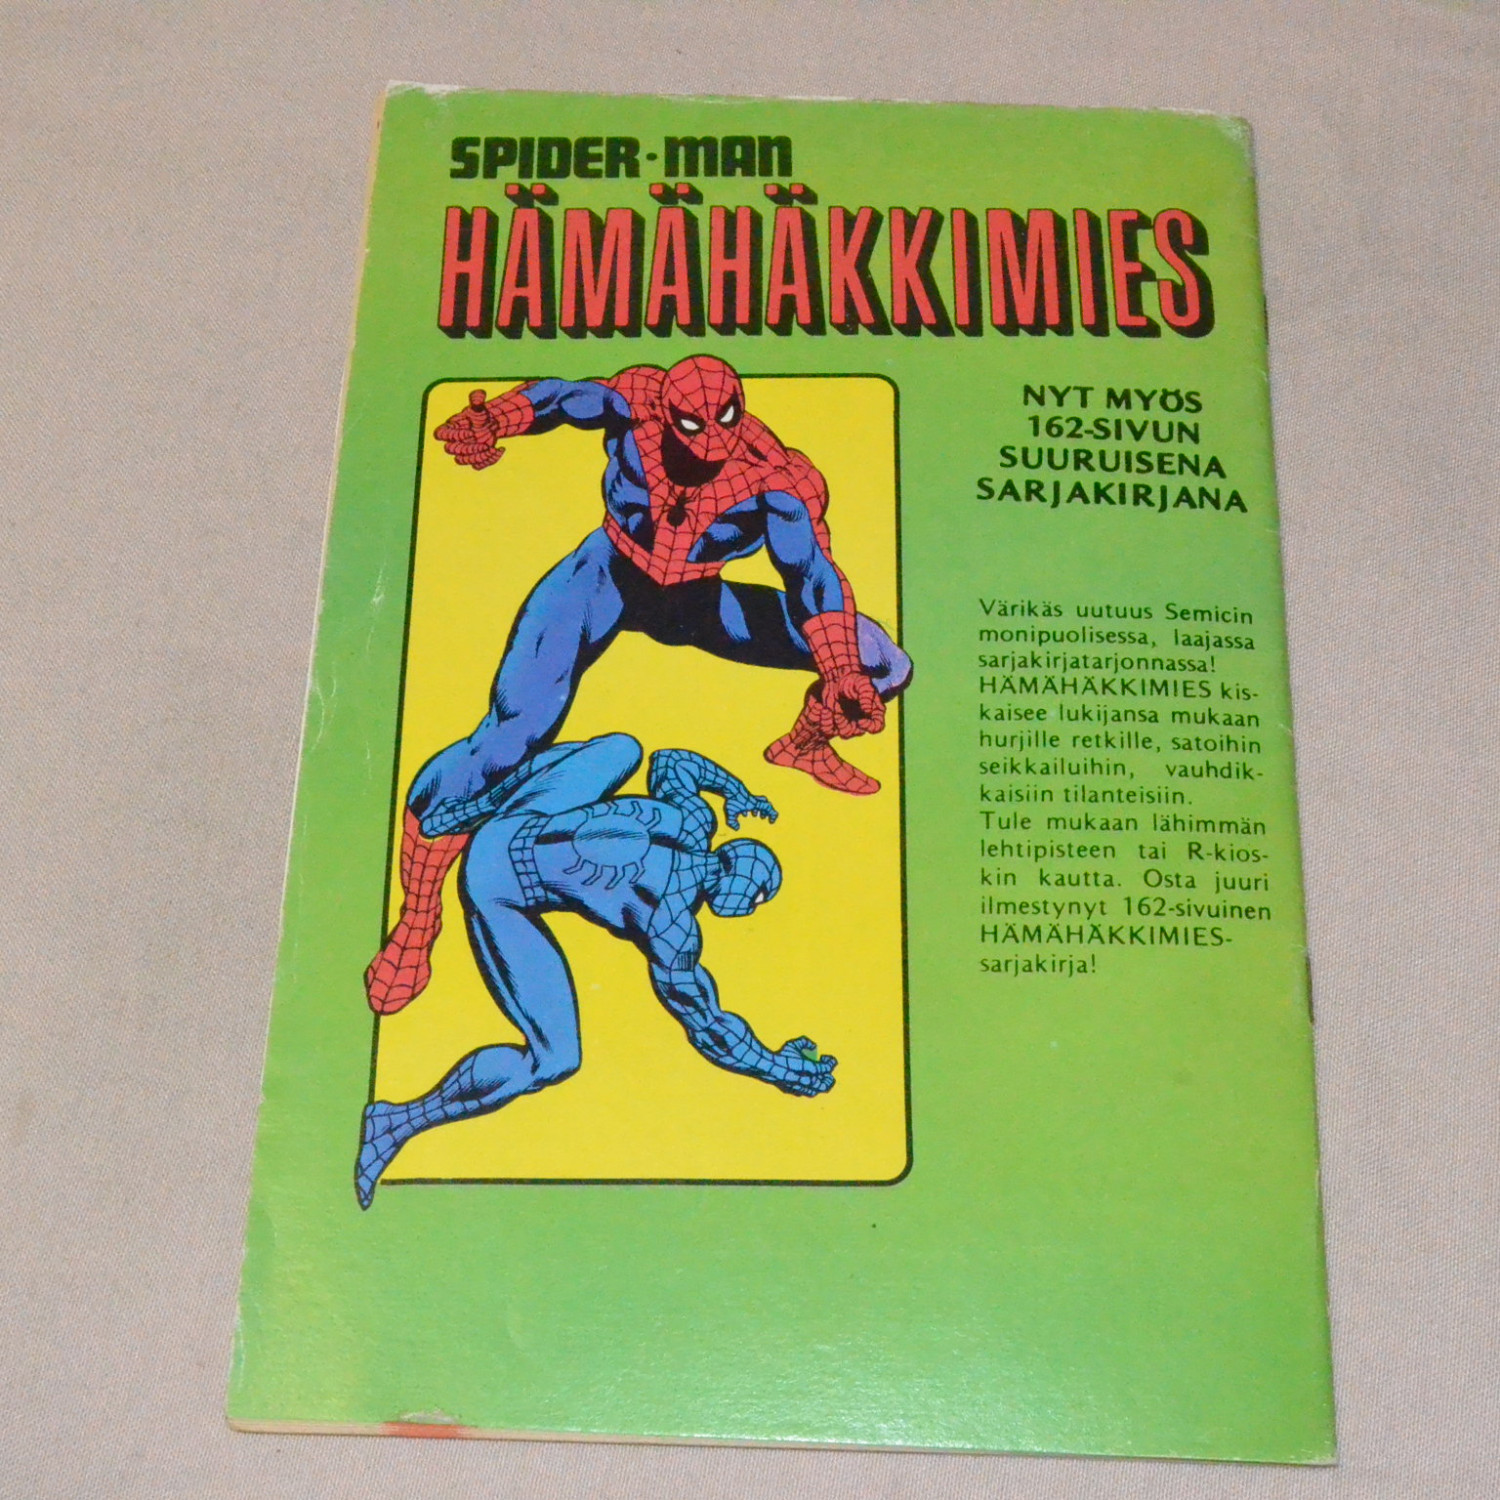 SPIDER-MAN
HÄMÄHÄKKIMIES
NYT MYÖS
162-SIVUN
SUURUISENA
SARJAKIRJANA
Värikäs uutuus Semicin
monipuolisessa, laajassa
sarjakirjatarjonnassa!
HÄMÄHÄKKIMIES kis-
kaisee lukijansa mukaan
hurjille retkille, satoihin
seikkailuihin, vauhdik-
kaisiin tilanteisiin.
Tule mukaan lähimmän
lehtipisteen tai R-kios-
kin kautta. Osta juuri
ilmestynyt 162-sivuinen
HÄMÄHÄKKIMIES-
sarjakirja!